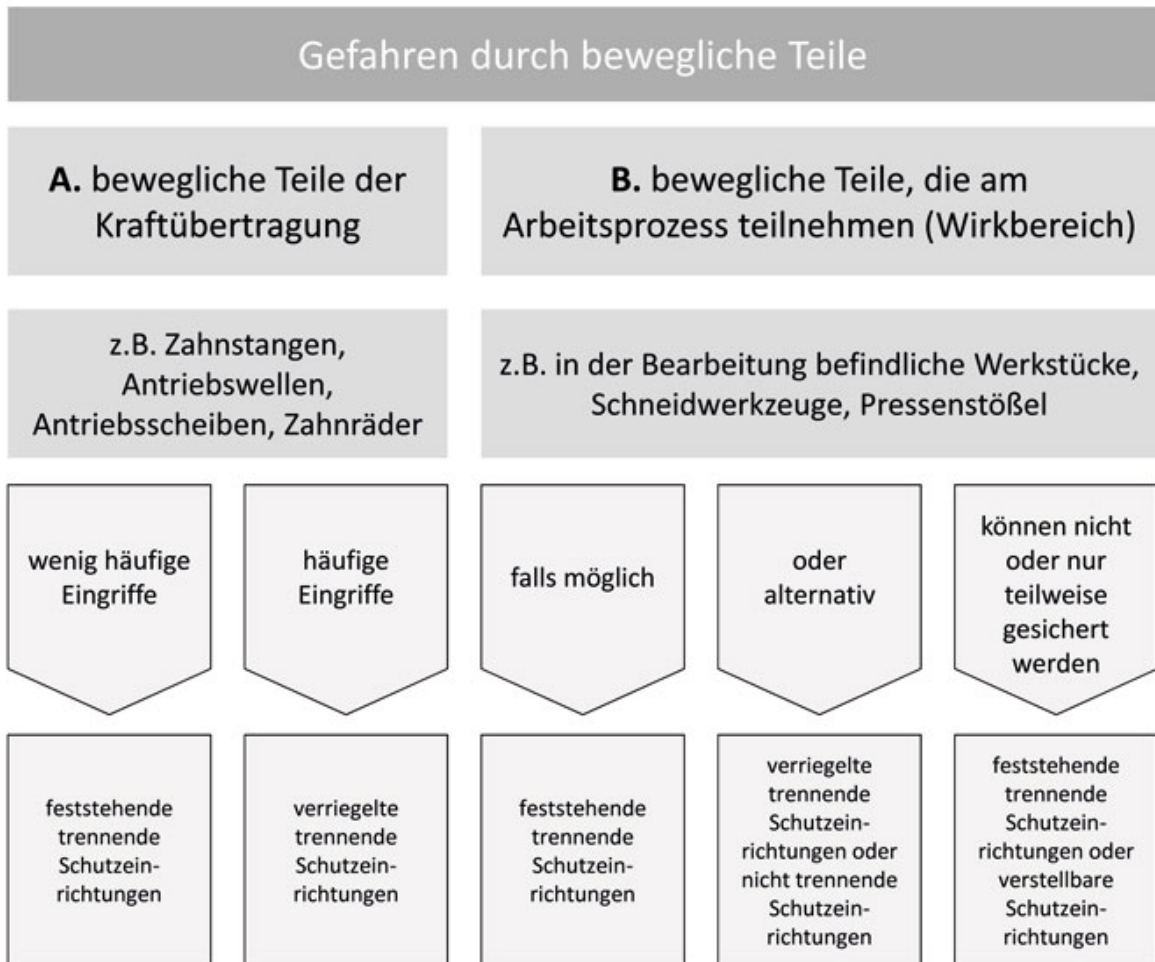 Gefahren durch bewegliche Teile
A. bewegliche Teile der
Kraftübertragung
B. bewegliche Teile, die am
Arbeitsprozess teilnehmen (Wirkbereich)
z.B. Zahnstangen,
Antriebswellen,
Antriebsscheiben, Zahnräder
z.B. in der Bearbeitung befindliche Werkstücke,
Schneidwerkzeuge, Pressenstößel
wenig häufige
Eingriffe
häufige
Eingriffe
falls möglich
oder
alternativ
können nicht
oder nur
teilweise
gesichert
werden
feststehende
trennende
Schutzein-
richtungen
verriegelte
trennende
Schutzein-
richtungen
feststehende
trennende
Schutzein-
richtungen
verriegelte
trennende
Schutzein-
richtungen oder
nicht trennende
Schutzein-
richtungen
feststehende
trennende
Schutzein-
richtungen oder
verstellbare
Schutzein-
richtungen